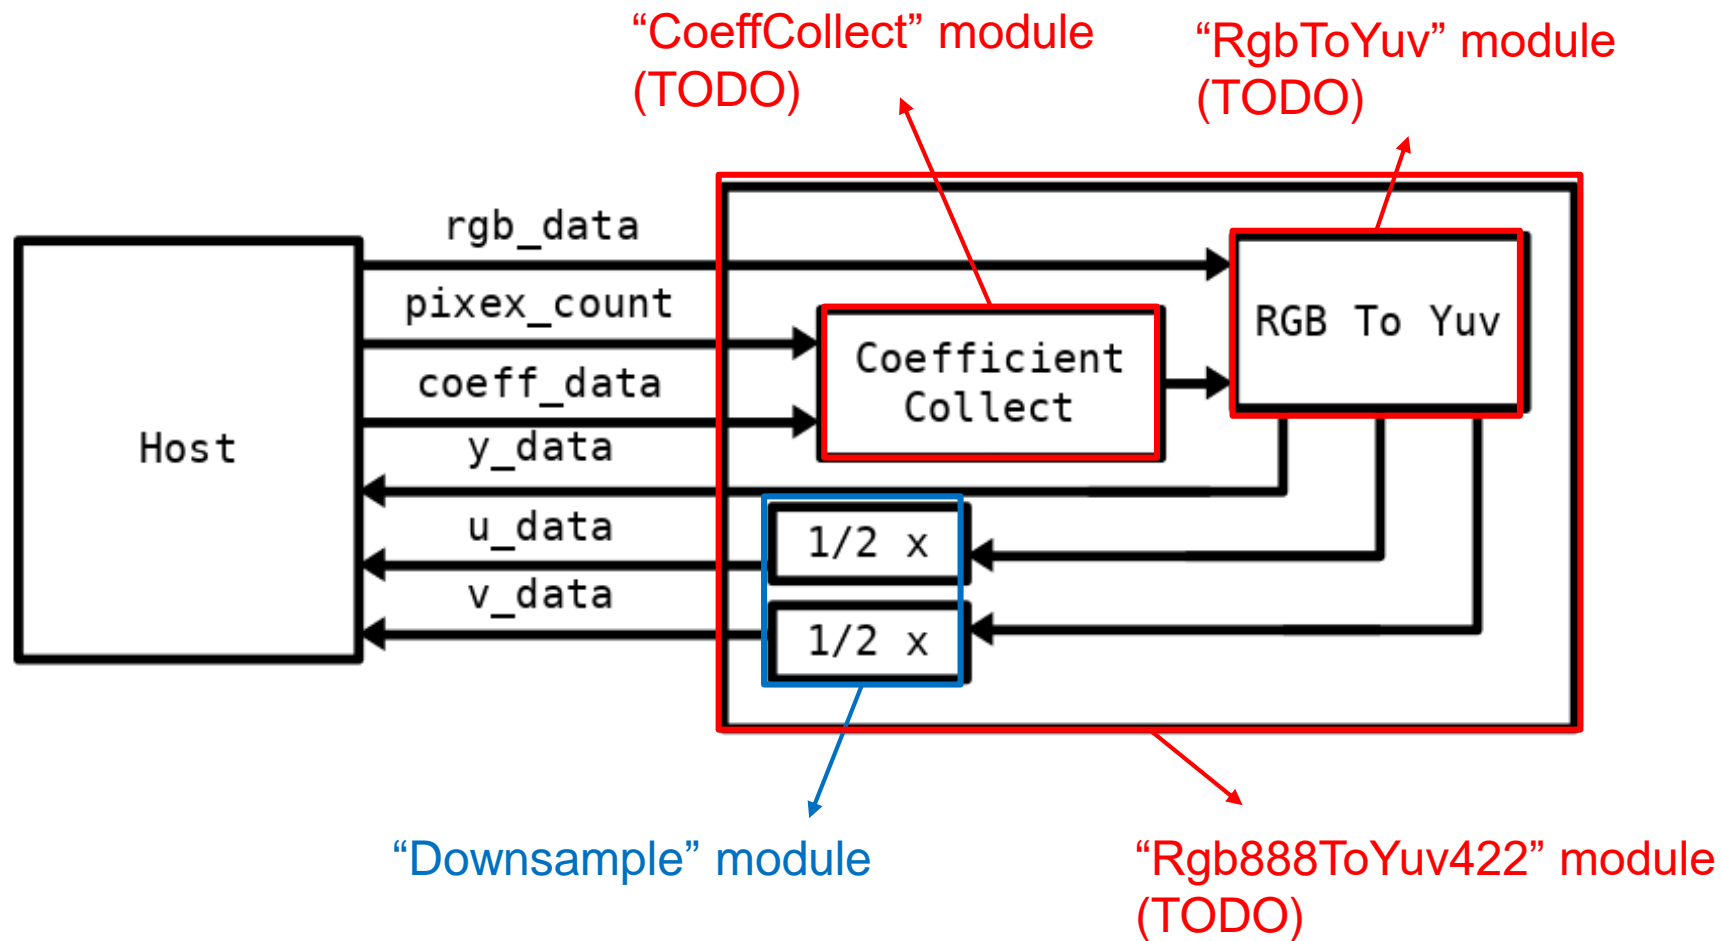 “CoeffCollect” module
(TODO)
“RgbToYuv” module
(TODO)
rgb_data
pixex_count
coeff_data
y_data
u_data
v_data
Host
Coefficient
Collect
RGB To Yuv
1/2 x
1/2 x
“Downsample” module
“Rgb888ToYuv422” module
(TODO)